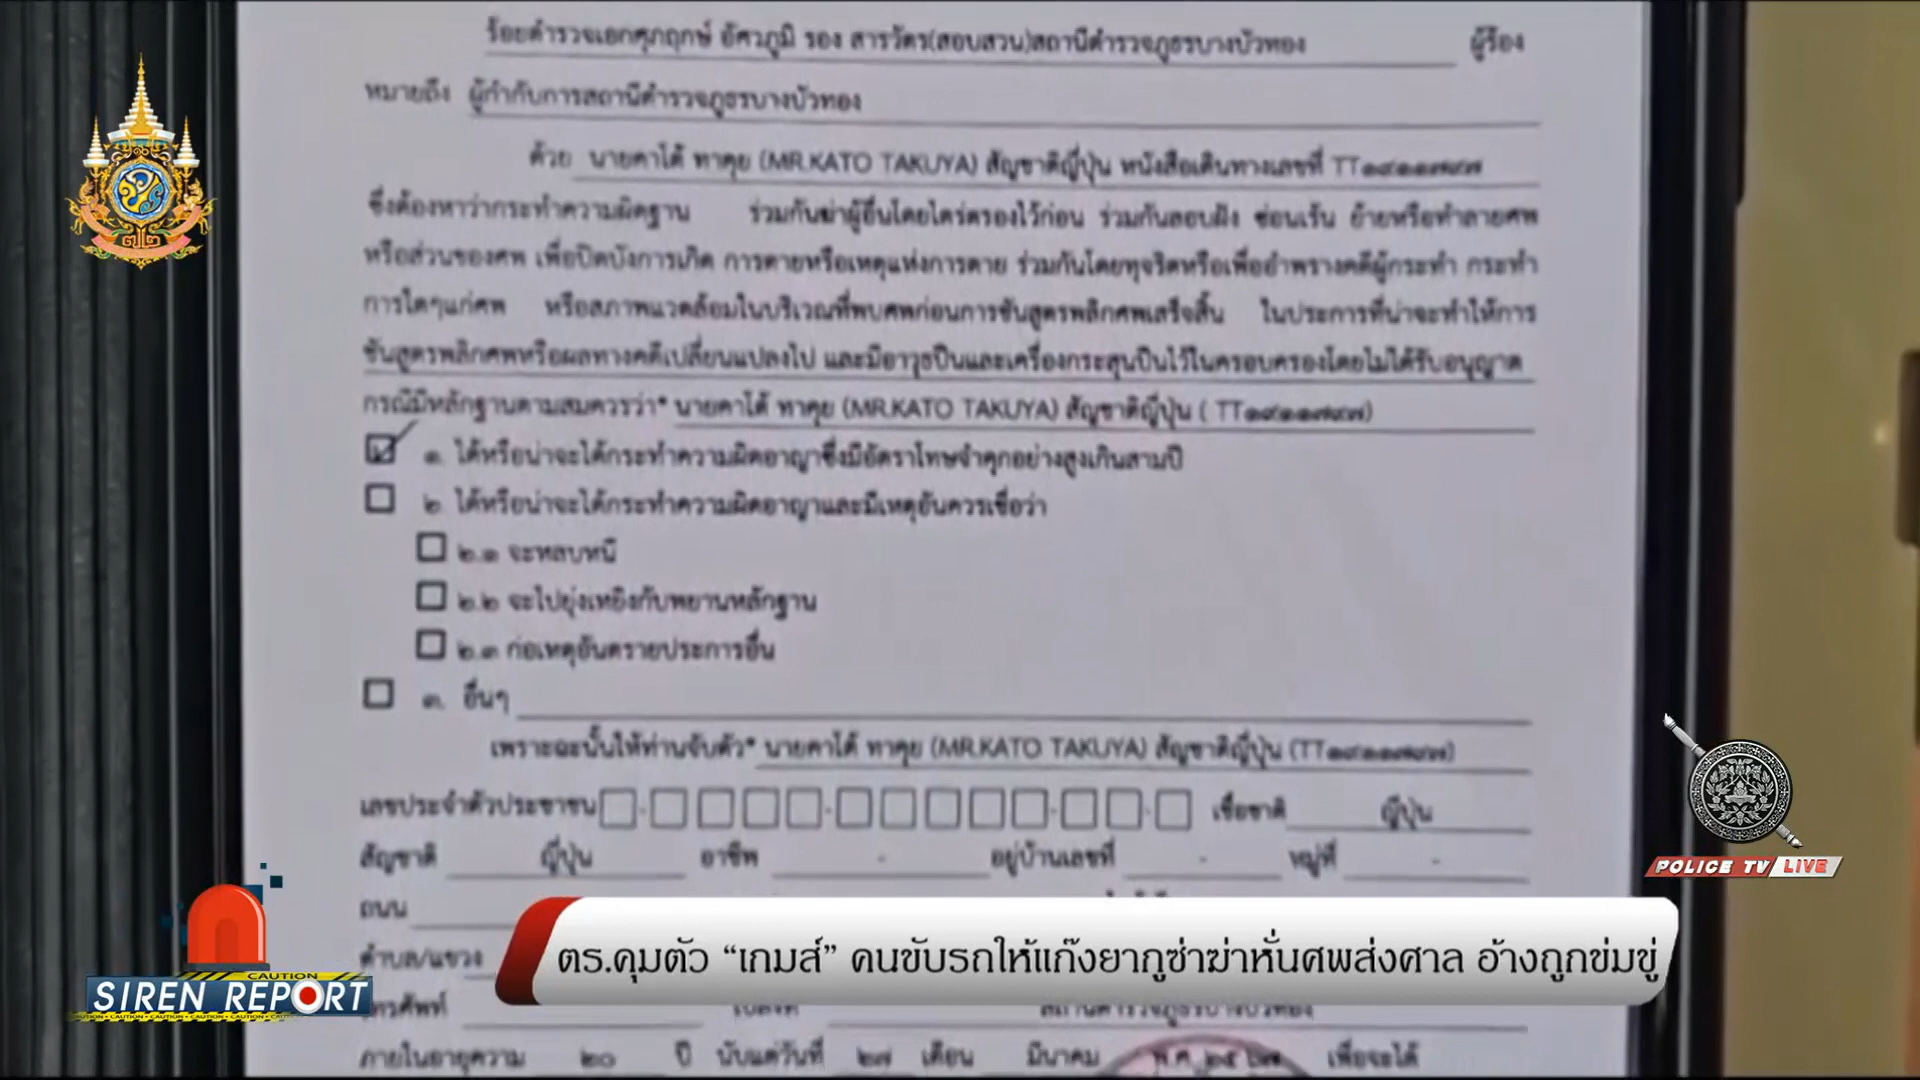 ร้อยตำรวจเอกศุภฤกษ์ อัศวภูมิ รอง สารวัตร(สอบสวน)สถานีตำรวจภูธรบางบัวทอง ผู้ร้อง
หมายถึง ผู้กำกับการสถานีตำรวจภูธรบางบัวทอง
ด้วย นายคาโต้ ทาคุย (MR.KATO TAKUYA) สัญชาติญี่ปุ่น หนังสือเดินทางเลขที่
ซึ่งต้องหาว่ากระทำความผิดฐาน ร่วมกันฆ่าผู้อื่นโดยไตร่ตรองไว้ก่อน ร่วมกันลอบฝัง ซ่อนเร้น ย้ายหรือทำลายศพ
หรือส่วนของศพ เพื่อปิดบังการเกิด การตายหรือเหตุแห่งการตาย ร่วมกันโดยทุจริตหรือเพื่ออำพรางคดีผู้กระทำ กระทำ
การใดๆแก่ศพ หรือสภาพแวดล้อมในบริเวณที่พบศพก่อนการชันสูตรพลิกศพเสร็จสิ้น ในประการที่น่าจะทำให้การ
ชันสูตรพลิกศพหรือผลทางคดีเปลี่ยนแปลงไป และมีอาวุธปืนและเครื่องกระสุนปืนไว้ในครอบครองโดยไม่ได้รับอนุญาต
กรณีมีหลักฐานตามสมควรว่า* นายคาโต้ ทาคุย (MR.KATO TAKUYA) สัญชาติญี่ปุ่น
๑. ได้หรือน่าจะได้กระทำความผิดอาญาซึ่งมีอัตราโทษจำคุกอย่างสูงเกินสามปี
๒. ได้หรือน่าจะได้กระทำความผิดอาญาและมีเหตุอันควรเชื่อว่า
๒.๑ จะหลบหนี
๒.๒ จะไปยุ่งเหยิงกับพยานหลักฐาน
๒.๓ ก่อเหตุอันตรายประการอื่น
๓. อื่นๆ
เพราะฉะนั้นให้ท่านจับตัว* นายคาโต้ ทาคุย (MR.KATO TAKUYA) สัญชาติญี่ปุ่น
เลขประจำตัวประชาชน เชื้อชาติ ญี่ปุ่น
สัญชาติ ญี่ปุ่น อาชีพ - อยู่บ้านเลขที่ - หมู่ที่ -
ถนน
ตำบล/แขวง
สถานีตำรวจภูธรบางบัวทอง
ภายในอายุความ ๒๐ ปี นับแต่วันที่ ๒๗ เดือน มีนาคม พ.ศ. เพื่อจะได้
ตร.คุมตัว “เกมส์” คนขับรถให้แก๊งยากูซ่าฆ่าหั่นศพส่งศาล อ้างถูกข่มขู่
CAUTION
SIREN REPORT
POLICE TV LIVE
๗๒